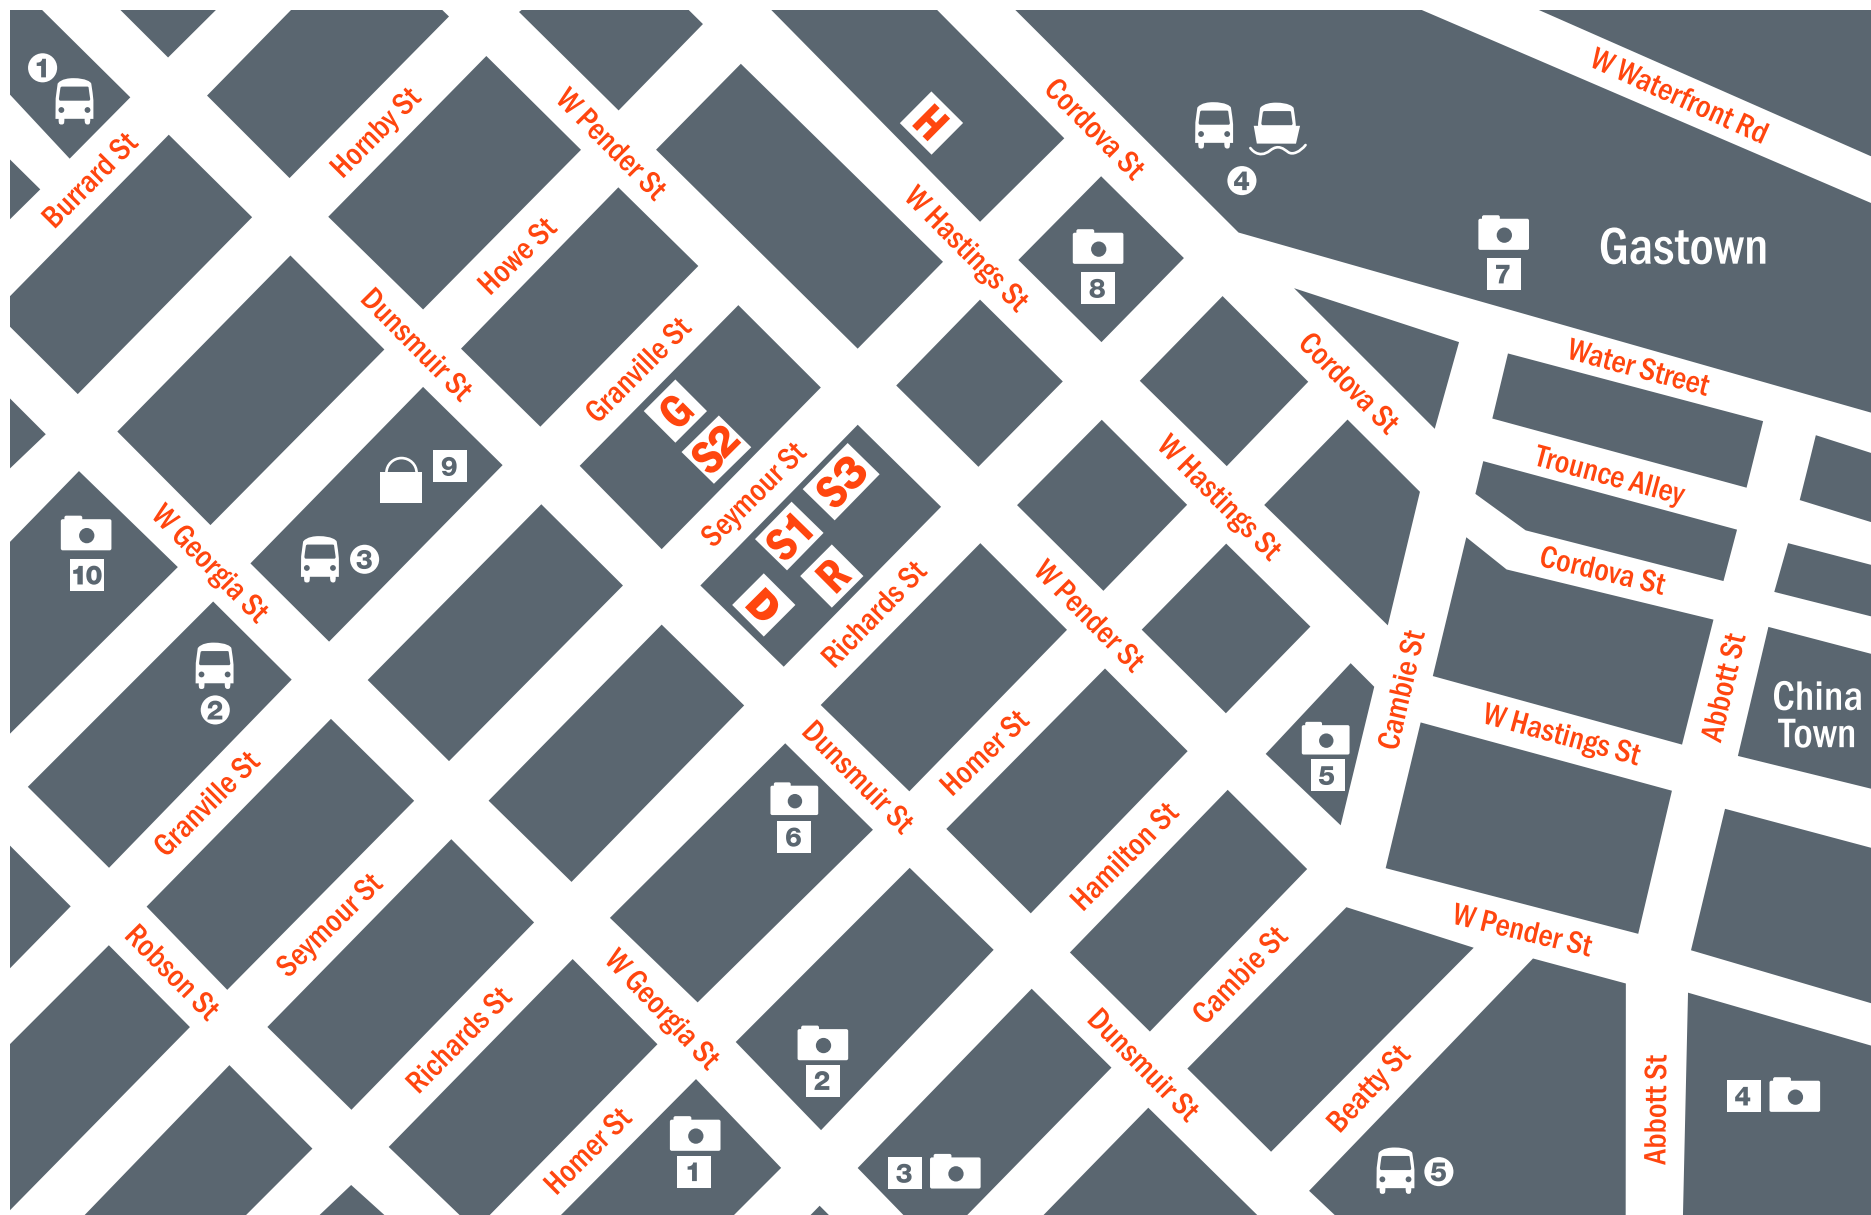 W Waterfront Rd
1
Hornby St
W Pender St
Cordova St
H
Burrard St
4
Gastown
Howe St
W Hastings St
7
8
Dunsmuir St
Granville St
Cordova St
Water Street
G
S2
Seymour St
S3
W Hastings St
Trounce Alley
9
S1
W Georgia St
3
10
R
D
Richards St
W Pender St
Cordova St
2
Cambie St
Abbott St
China
Town
W Hastings St
Dunsmuir St
Homer St
5
Granville St
6
Hamilton St
Seymour St
W Pender St
Robson St
W Georgia St
Cambie St
Richards St
Dunsmuir St
2
Beatty St
Abbott St
4
Homer St
1
3
5